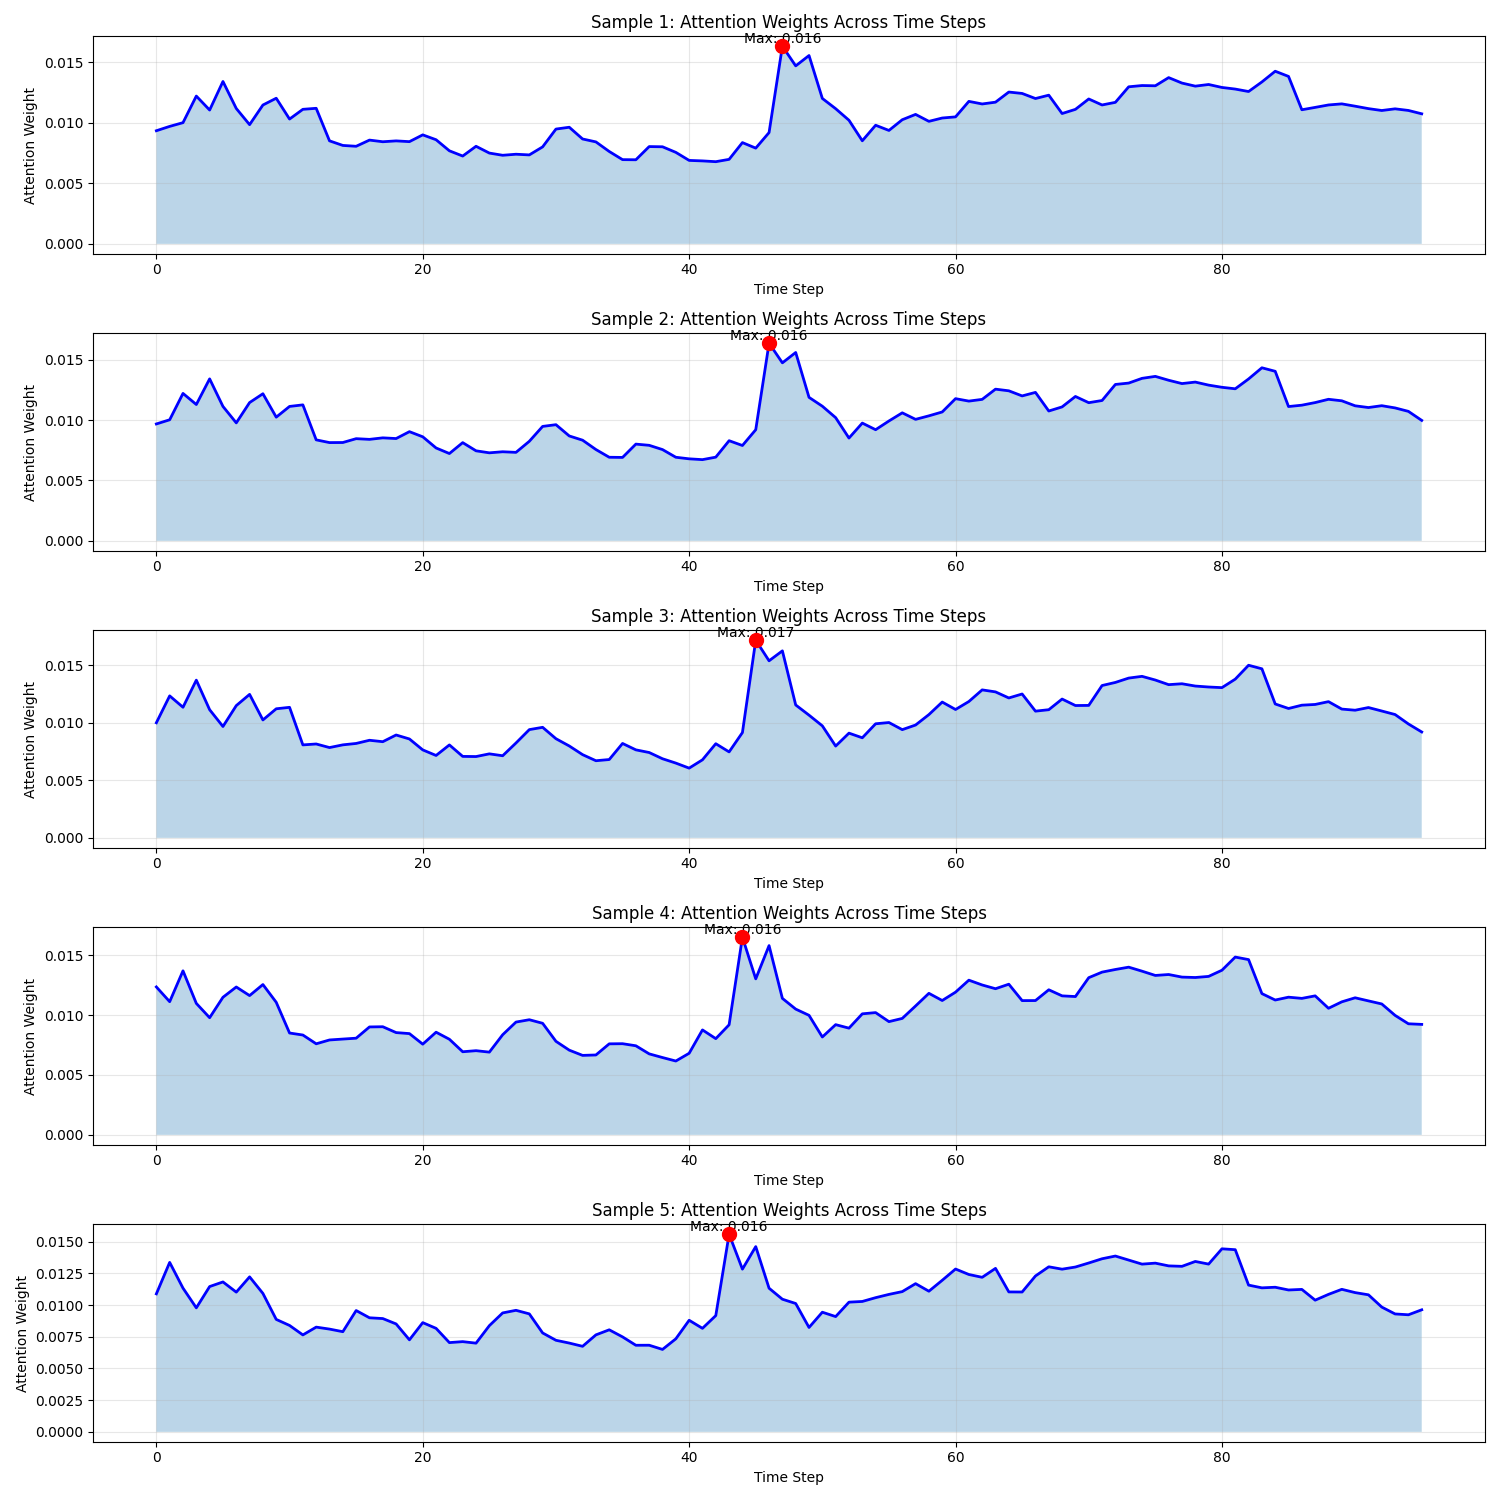 Sample 1: Attention Weights Across Time Steps
Max: 0.016
0.015
0.010
0.005
0.000
Attention Weight
0 20 40 60 80
Time Step
Sample 2: Attention Weights Across Time Steps
Max: 0.016
0.015
0.010
0.005
0.000
Attention Weight
0 20 40 60 80
Time Step
Sample 3: Attention Weights Across Time Steps
Max: 0.017
0.015
0.010
0.005
0.000
Attention Weight
0 20 40 60 80
Time Step
Sample 4: Attention Weights Across Time Steps
Max: 0.016
0.015
0.010
0.005
0.000
Attention Weight
0 20 40 60 80
Time Step
Sample 5: Attention Weights Across Time Steps
Max: 0.016
0.0150
0.0125
0.0100
0.0075
0.0050
0.0025
0.0000
Attention Weight
0 20 40 60 80
Time Step